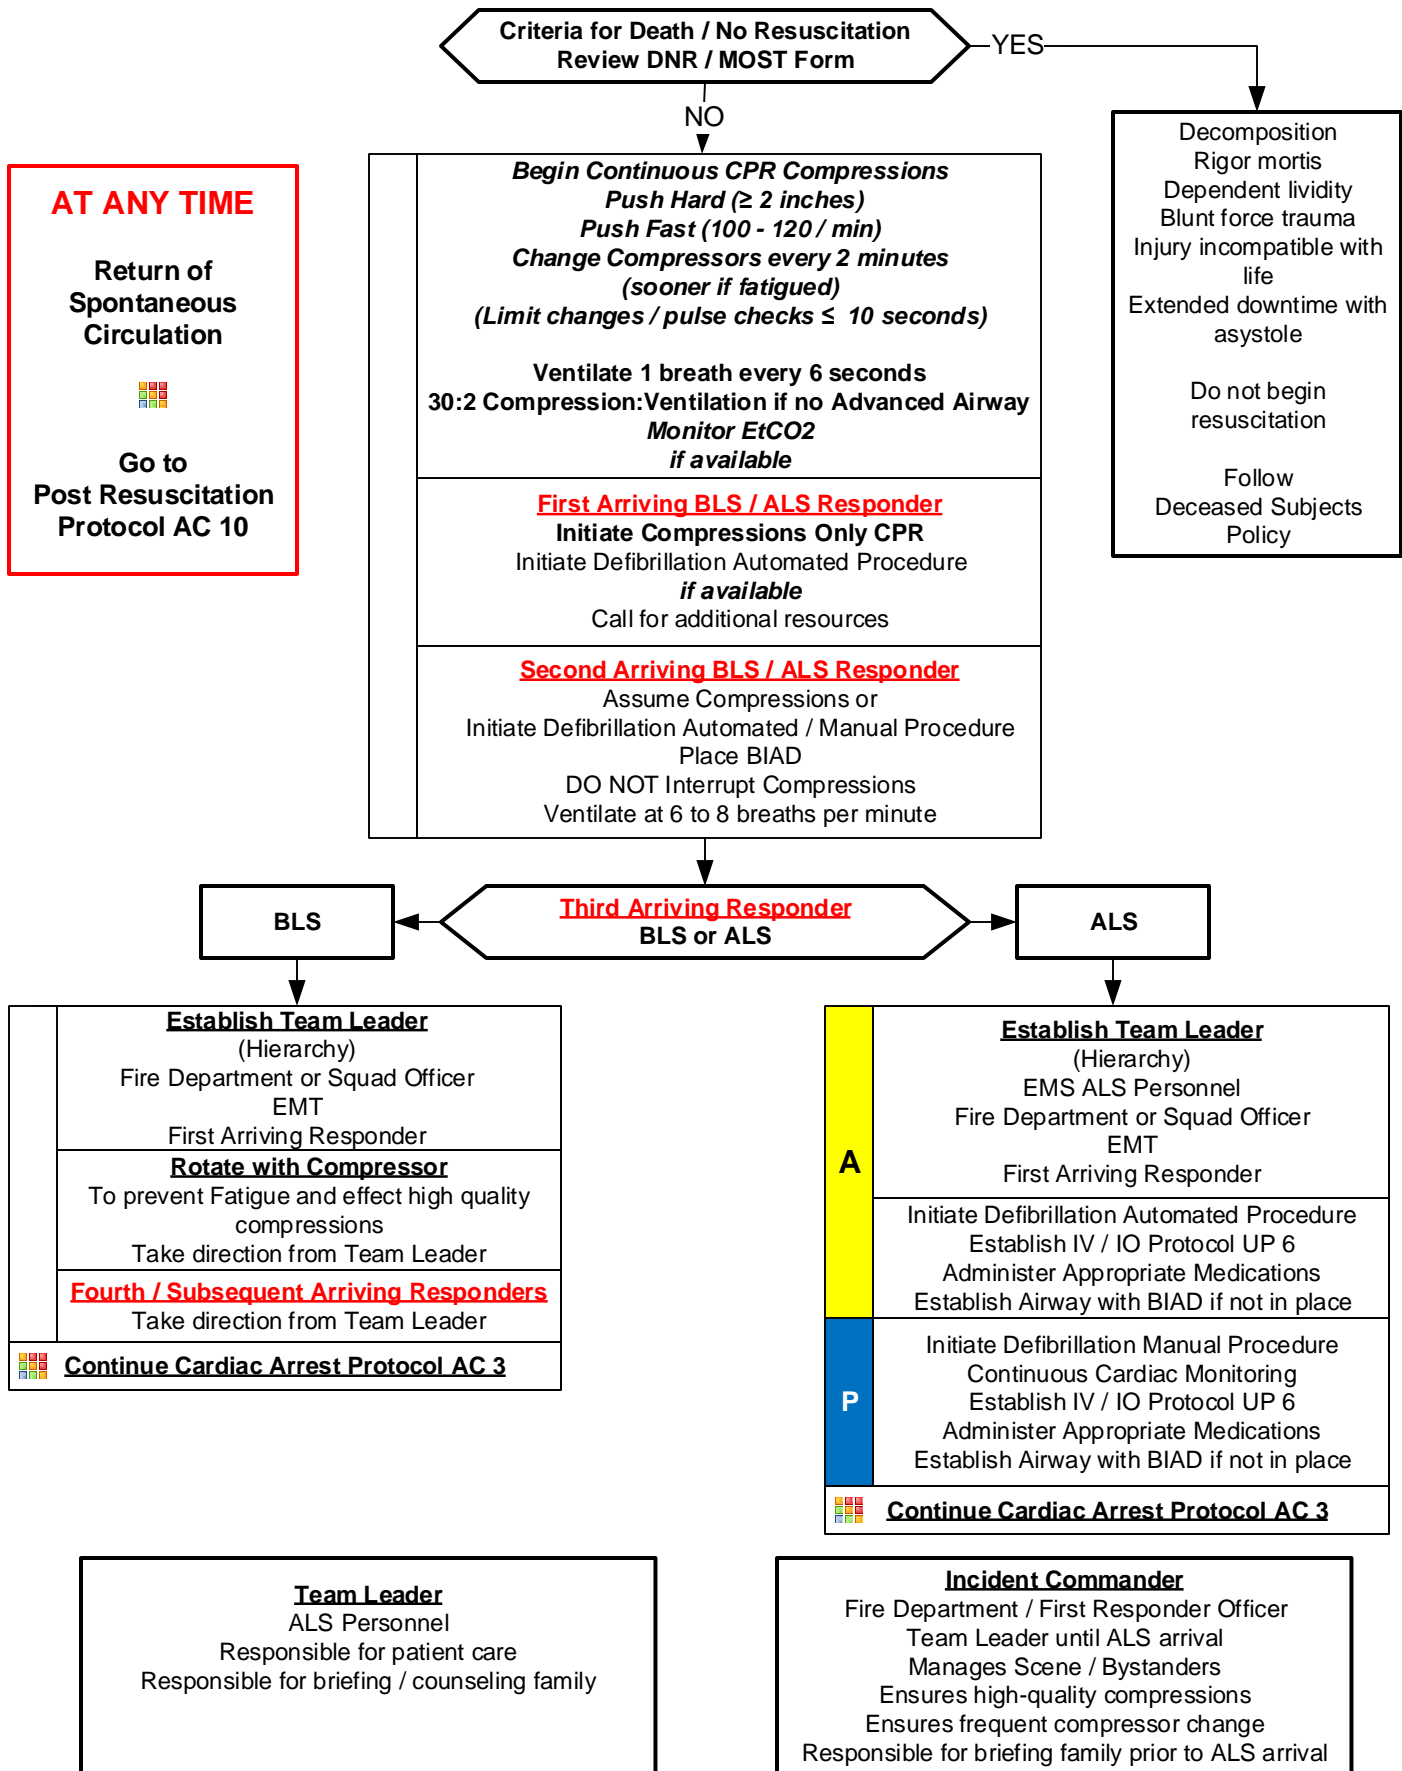 Criteria for Death / No Resuscitation
Review DNR / MOST Form
YES
NO
Decomposition
Rigor mortis
Dependent lividity
Blunt force trauma
Injury incompatible with
life
Extended downtime with
asystole
Do not begin
resuscitation
Follow
Deceased Subjects
Policy
AT ANY TIME
Return of
Spontaneous
Circulation
Go to
Post Resuscitation
Protocol AC 10
Begin Continuous CPR Compressions
Push Hard (≥ 2 inches)
Push Fast (100 - 120 / min)
Change Compressors every 2 minutes
(sooner if fatigued)
(Limit changes / pulse checks ≤ 10 seconds)
Ventilate 1 breath every 6 seconds
30:2 Compression:Ventilation if no Advanced Airway
Monitor EtCO2
if available
First Arriving BLS / ALS Responder
Initiate Compressions Only CPR
Initiate Defibrillation Automated Procedure
if available
Call for additional resources
Second Arriving BLS / ALS Responder
Assume Compressions or
Initiate Defibrillation Automated / Manual Procedure
Place BIAD
DO NOT Interrupt Compressions
Ventilate at 6 to 8 breaths per minute
Third Arriving Responder
BLS or ALS
BLS
ALS
Establish Team Leader
(Hierarchy)
Fire Department or Squad Officer
EMT
First Arriving Responder
Rotate with Compressor
To prevent Fatigue and effect high quality
compressions
Take direction from Team Leader
Fourth / Subsequent Arriving Responders
Take direction from Team Leader
Continue Cardiac Arrest Protocol AC 3
A
Establish Team Leader
(Hierarchy)
EMS ALS Personnel
Fire Department or Squad Officer
EMT
First Arriving Responder
Initiate Defibrillation Automated Procedure
Establish IV / IO Protocol UP 6
Administer Appropriate Medications
Establish Airway with BIAD if not in place
P
Initiate Defibrillation Manual Procedure
Continuous Cardiac Monitoring
Establish IV / IO Protocol UP 6
Administer Appropriate Medications
Establish Airway with BIAD if not in place
Continue Cardiac Arrest Protocol AC 3
Team Leader
ALS Personnel
Responsible for patient care
Responsible for briefing / counseling family
Incident Commander
Fire Department / First Responder Officer
Team Leader until ALS arrival
Manages Scene / Bystanders
Ensures high-quality compressions
Ensures frequent compressor change
Responsible for briefing family prior to ALS arrival